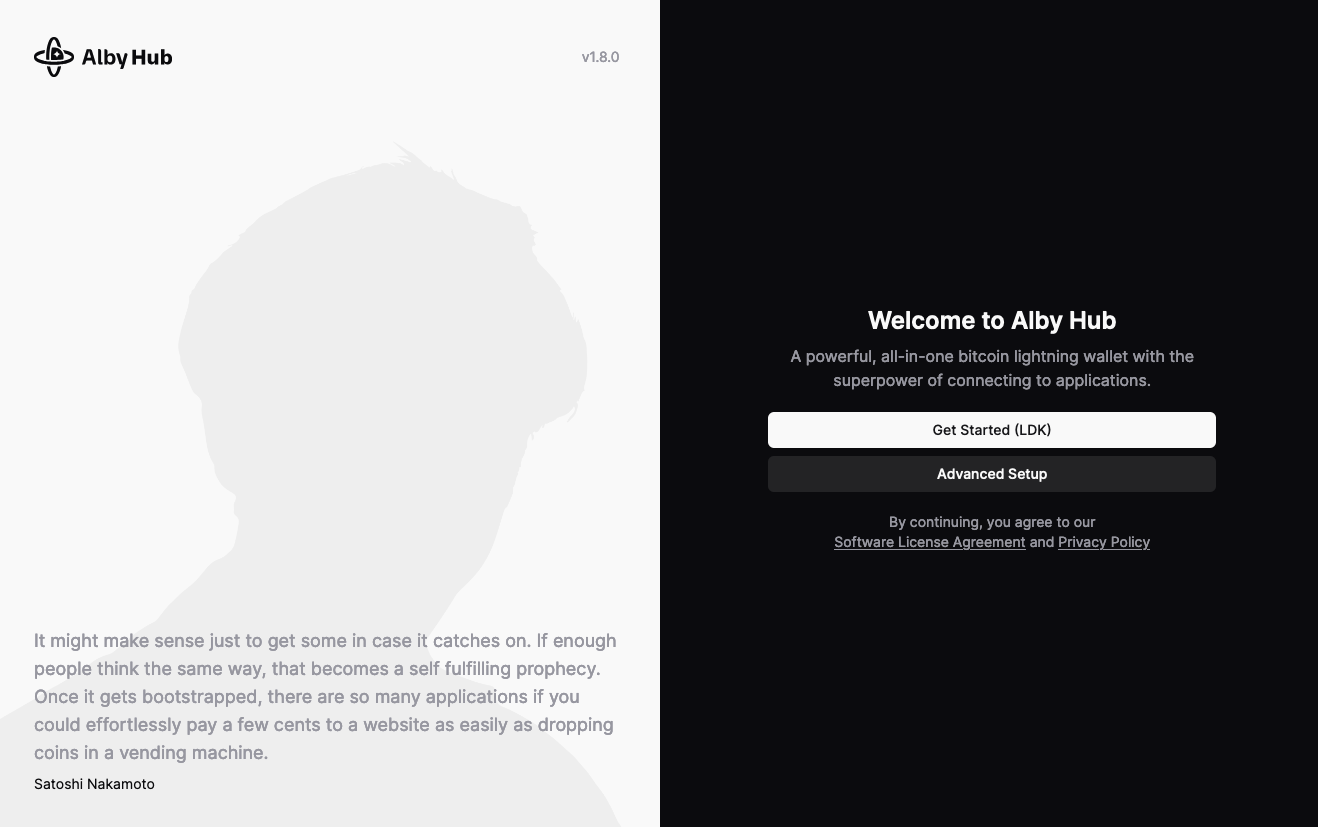 Alby Hub
v1.8.0
It might make sense just to get some in case it catches on. If enough
people think the same way, that becomes a self fulfilling prophecy.
Once it gets bootstrapped, there are so many applications if you
could effortlessly pay a few cents to a website as easily as dropping
coins in a vending machine.
Satoshi Nakamoto
Welcome to Alby Hub
A powerful, all-in-one bitcoin lightning wallet with the
superpower of connecting to applications.
Get Started (LDK)
Advanced Setup
By continuing, you agree to our
Software License Agreement and Privacy Policy